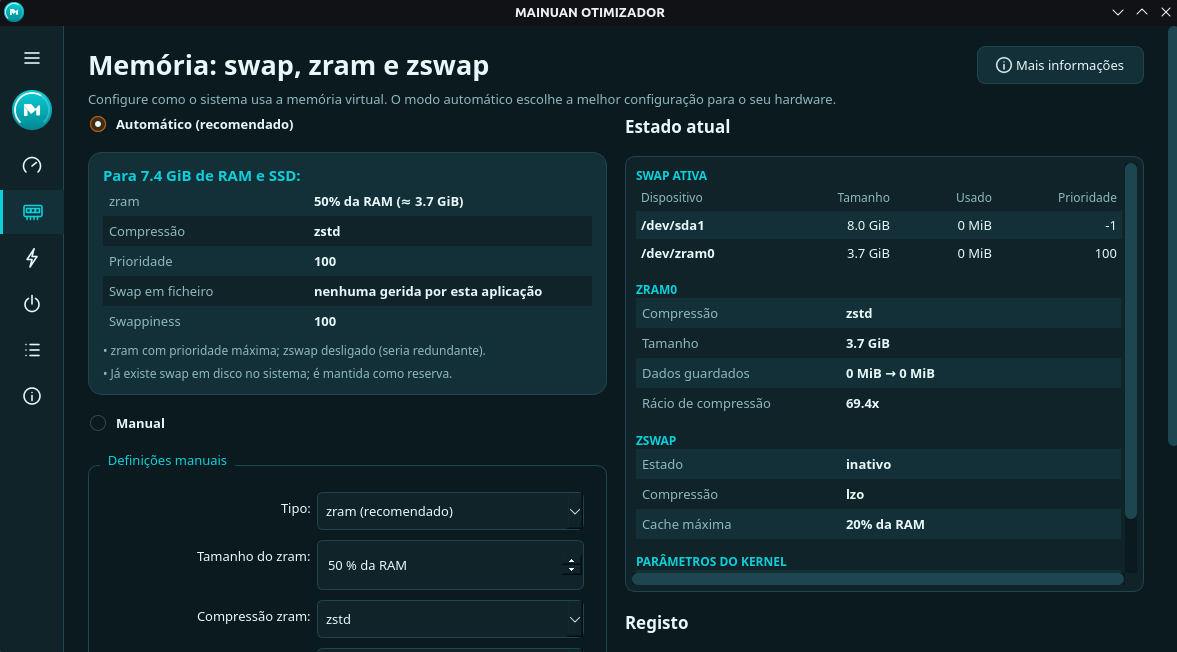 MAINUAN OTIMIZADOR
Memória: swap, zram e zswap
Mais informações
Configure como o sistema usa a memória virtual. O modo automático escolhe a melhor configuração para o seu hardware.
Automático (recomendado)
Para 7.4 GiB de RAM e SSD:
zram 50% da RAM (≈ 3.7 GiB)
Compressão zstd
Prioridade 100
Swap em ficheiro nenhuma gerida por esta aplicação
Swappiness 100
• zram com prioridade máxima; zswap desligado (seria redundante).
• Já existe swap em disco no sistema; é mantida como reserva.
Manual
Definições manuais
Tipo: zram (recomendado)
Tamanho do zram: 50 % da RAM
Compressão zram: zstd
Estado atual
SWAP ATIVA
Dispositivo Tamanho Usado Prioridade
/dev/sda1 8.0 GiB 0 MiB -1
/dev/zram0 3.7 GiB 0 MiB 100
ZRAM0
Compressão zstd
Tamanho 3.7 GiB
Dados guardados 0 MiB → 0 MiB
Rácio de compressão 69.4x
ZSWAP
Estado inativo
Compressão lzo
Cache máxima 20% da RAM
PARÂMETROS DO KERNEL
Registo